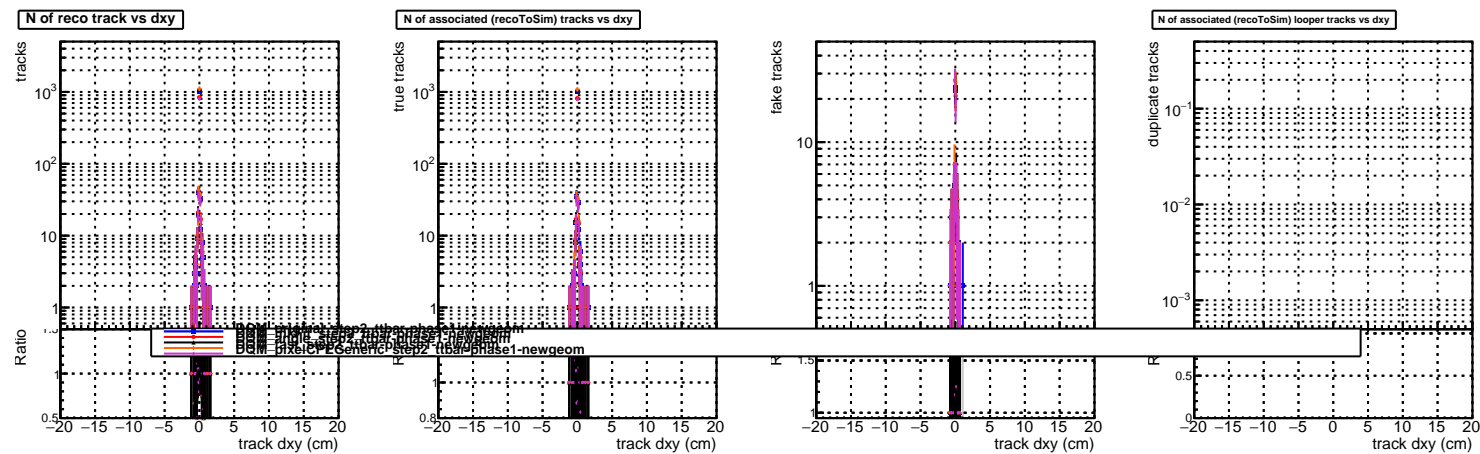 N of reco track vs dxy
tracks
10³
10²
10
1
Ratio
1
0.5
−20 −15 −10 −5 0 5 10 15 20
track dxy (cm)
N of associated (recoToSim) tracks vs dxy
true tracks
10³
10²
10
1
1
0.8
−20 −15 −10 −5 0 5 10 15 20
track dxy (cm)
fake tracks
10
1
1.5
1
−20 −15 −10 −5 0 5 10 15 20
track dxy (cm)
N of associated (recoToSim) looper tracks vs dxy
duplicate tracks
10⁻¹
10⁻²
10⁻³
0.5
0
−20 −15 −10 −5 0 5 10 15 20
track dxy (cm)
DQM_pixelCPEGeneric_step2_ttbar-phase1-newgeom